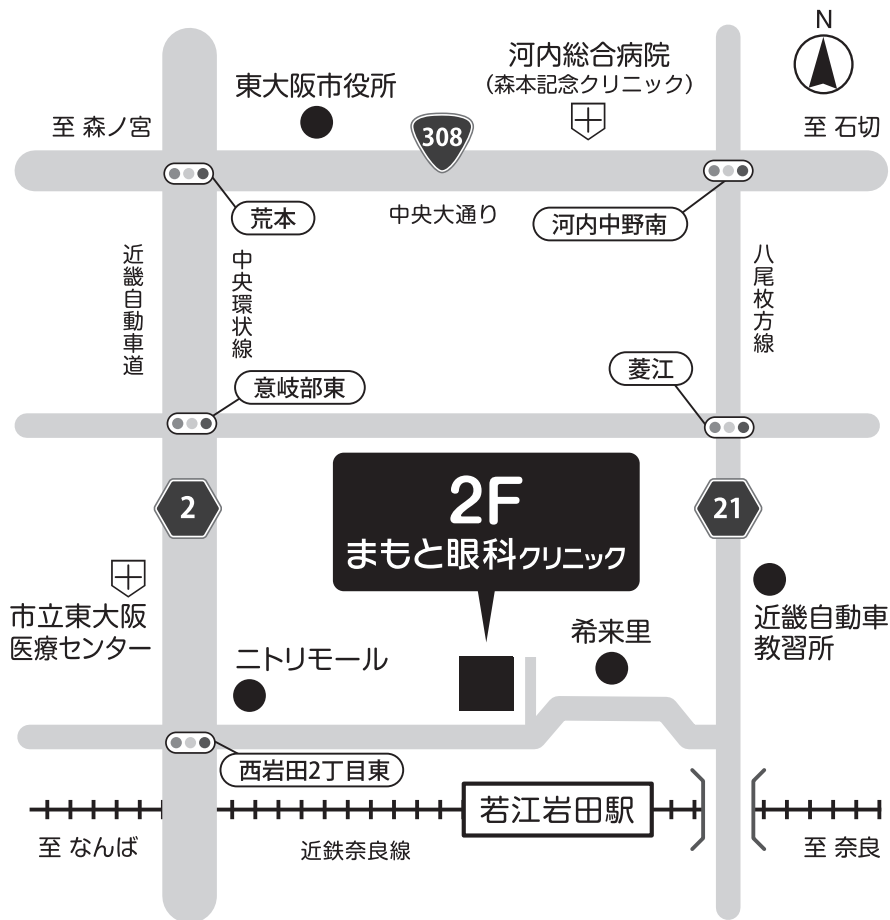 N
河内総合病院
(森本記念クリニック)
東大阪市役所
至 森ノ宮
308
至 石切
荒本
中央大通り
河内中野南
近畿自動車道
中央環状線
八尾枚方線
意岐部東
菱江
2
2F
まもと眼科クリニック
21
市立東大阪
医療センター
近畿自動車
教習所
希来里
ニトリモール
西岩田2丁目東
若江岩田駅
至 なんば
近鉄奈良線
至 奈良